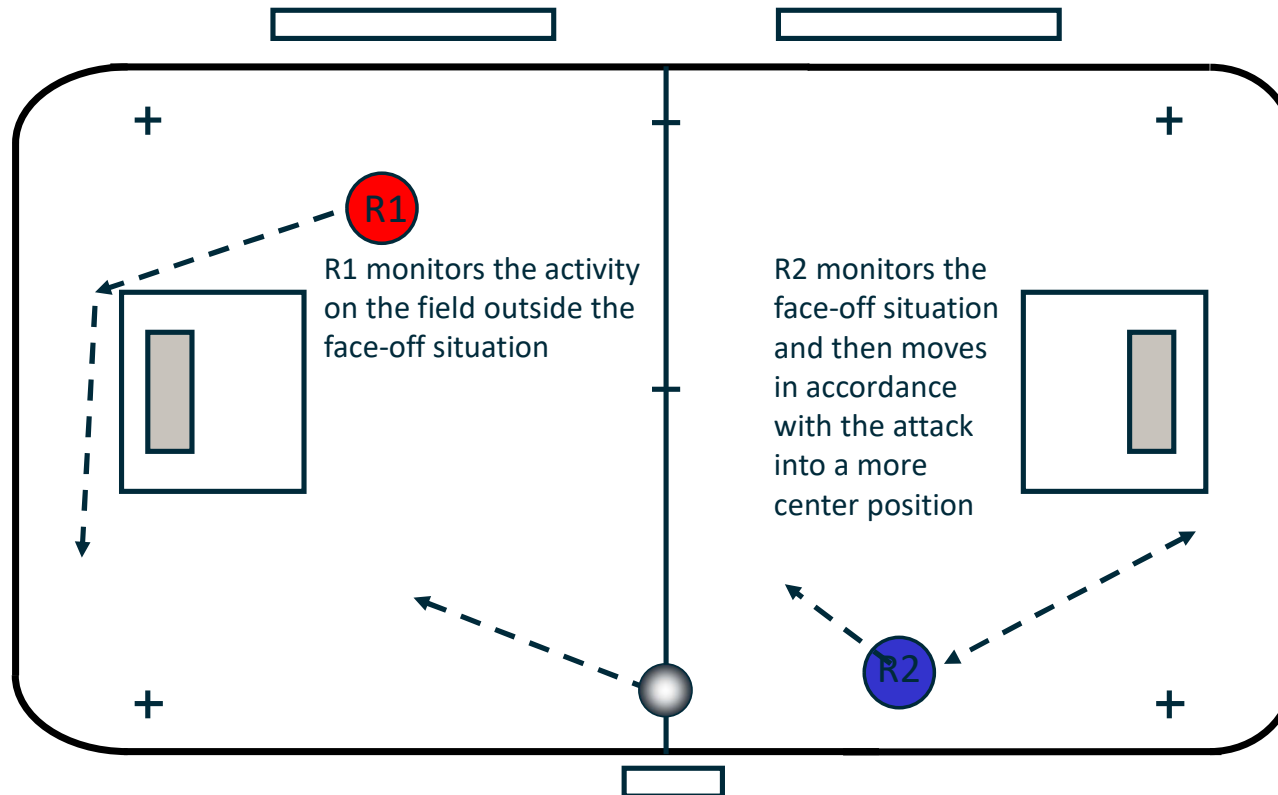 R1
R1 monitors the activity
on the field outside the
face-off situation
R2 monitors the
face-off situation
and then moves
in accordance
with the attack
into a more
center position
R2